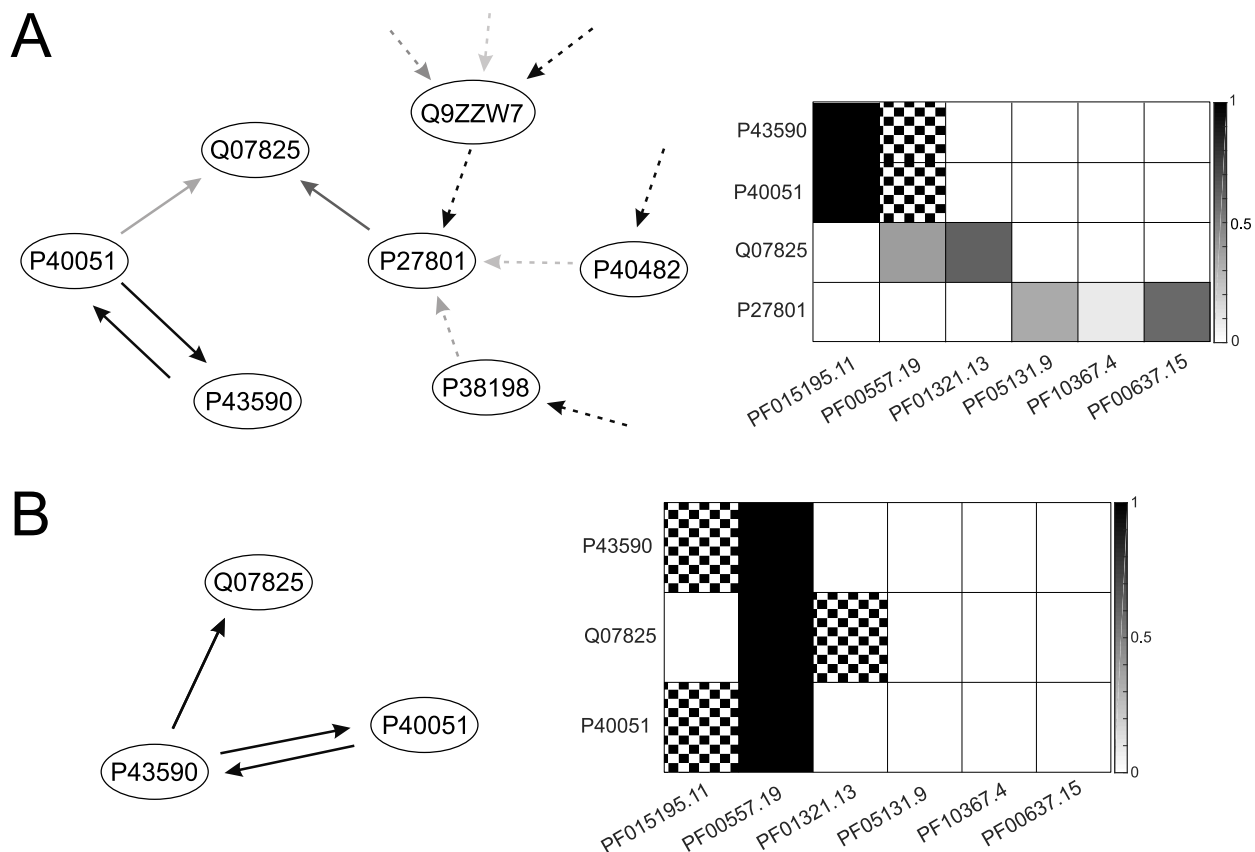 A
Q9ZZW7
Q07825
P40051
P27801
P40482
P43590
P38198
P43590
P40051
Q07825
P27801
1
0.5
0
PF015195.11
PF00557.19
PF01321.13
PF05131.9
PF10367.4
PF00637.15
B
Q07825
P40051
P43590
P43590
Q07825
P40051
1
0.5
0
PF015195.11
PF00557.19
PF01321.13
PF05131.9
PF10367.4
PF00637.15